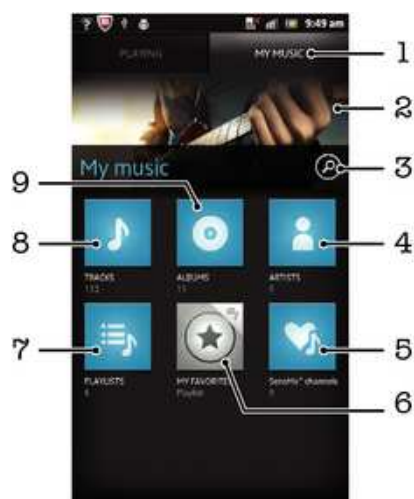 9:49 am
PLAYING
MY MUSIC
1
2
My music
3
9
8
4
TRACKS
ALBUMS
ARTISTS
7
5
PLAYLISTS
MY FAVORITES
SensMe™ channels
Playlist
6